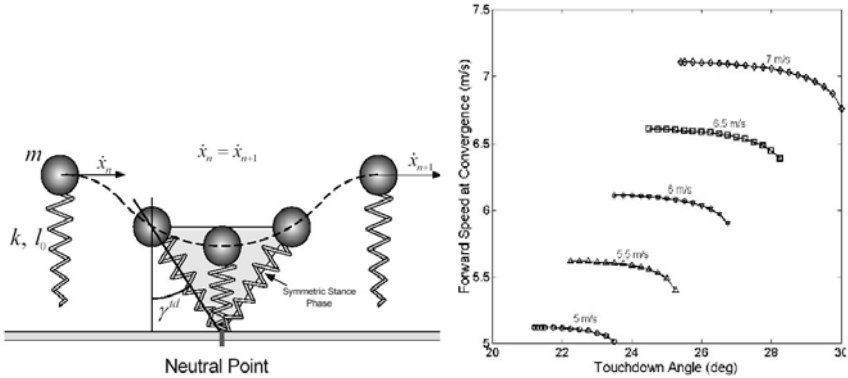 m
ẋₙ
ẋₙ = ẋₙ₊₁
ẋₙ₊₁
k, l₀
γᵗᵈ
Symmetric Stance
Phase
Neutral Point
7.5
7
6.5
6
5.5
5
Forward Speed at Convergence (m/s)
7 m/s
6.5 m/s
6 m/s
5.5 m/s
5 m/s
20 22 24 26 28 30
Touchdown Angle (deg)